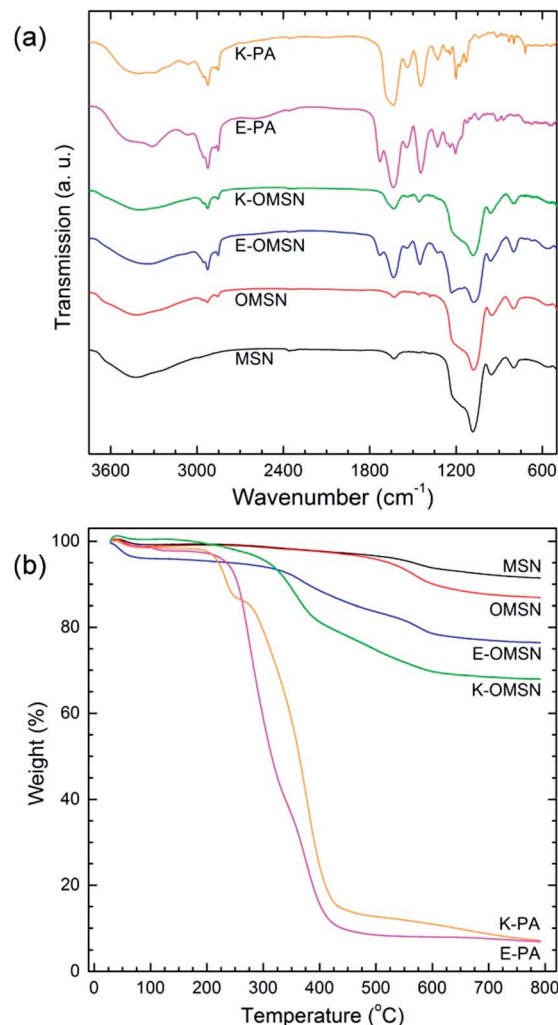 (a)
K-PA
E-PA
K-OMSN
E-OMSN
OMSN
MSN
Transmission (a. u.)
3600 3000 2400 1800 1200 600
Wavenumber (cm⁻¹)
(b)
100
80
60
40
20
0
MSN
OMSN
E-OMSN
K-OMSN
K-PA
E-PA
Weight (%)
0 100 200 300 400 500 600 700 800
Temperature (°C)